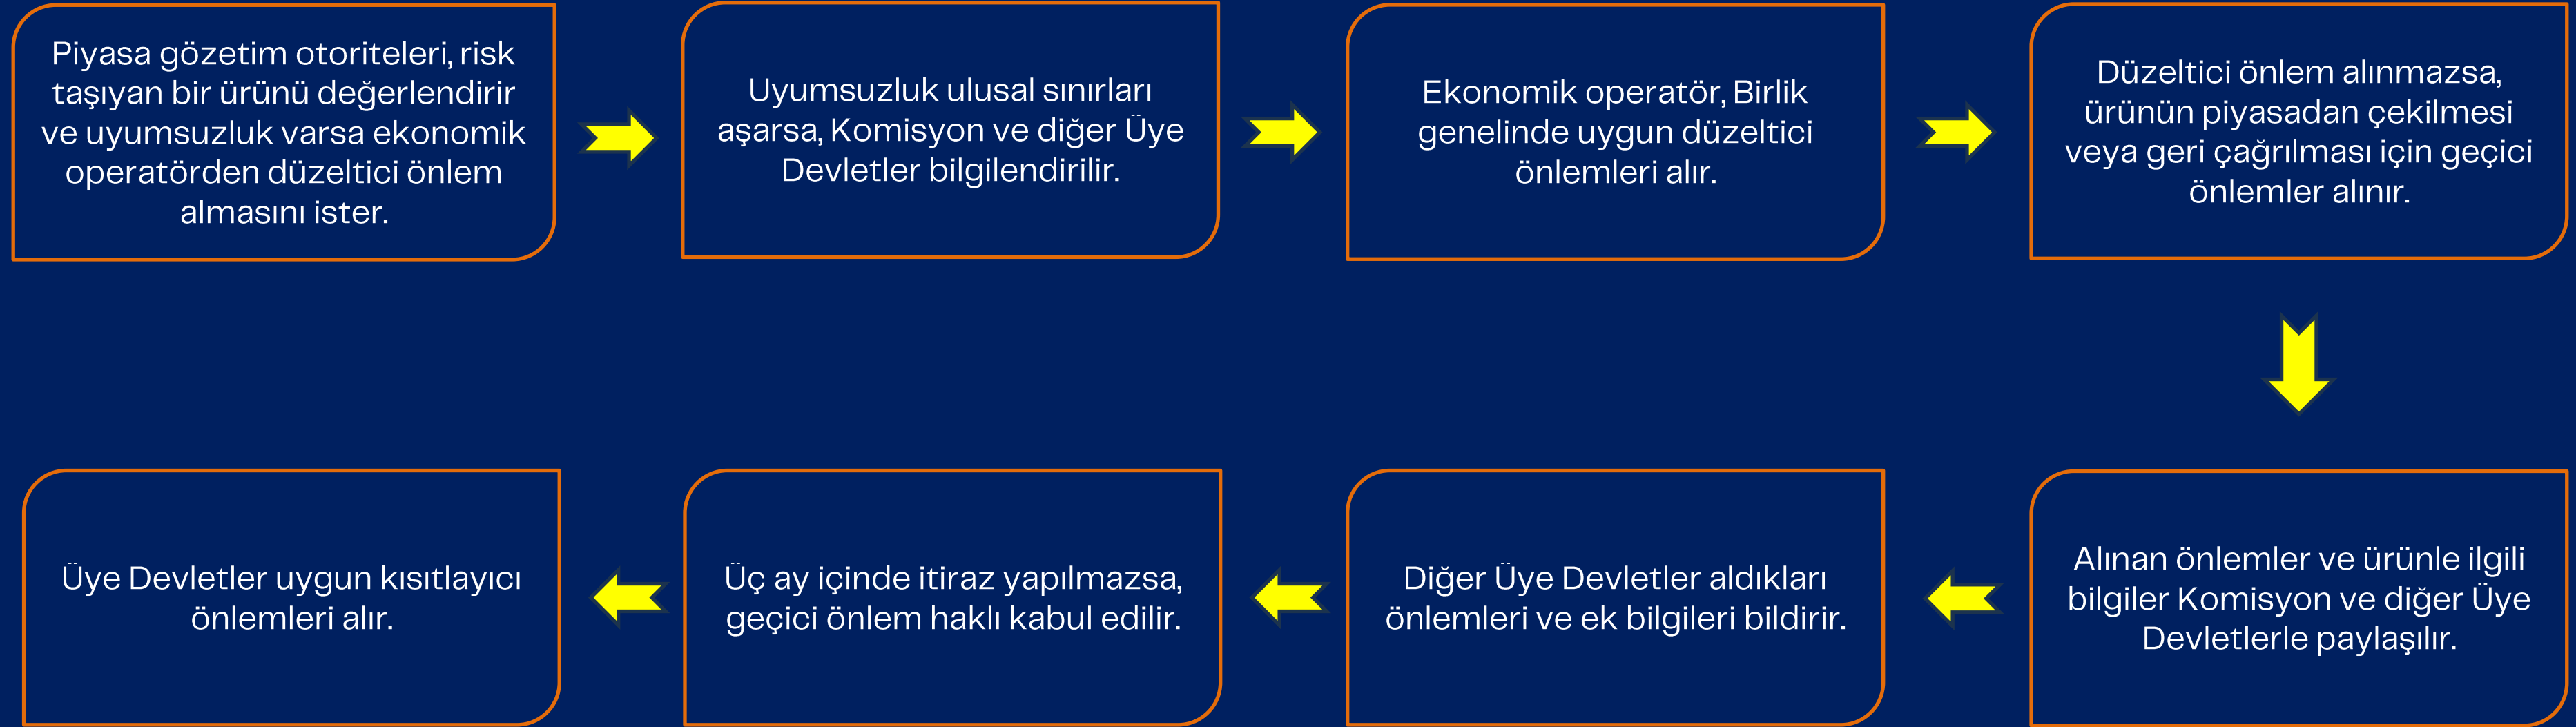 Piyasa gözetim otoriteleri, risk
taşıyan bir ürünü değerlendirir
ve uyumsuzluk varsa ekonomik
operatörden düzeltici önlem
almasını ister.
Uyumsuzluk ulusal sınırları
aşarsa, Komisyon ve diğer Üye
Devletler bilgilendirilir.
Ekonomik operatör, Birlik
genelinde uygun düzeltici
önlemleri alır.
Düzeltici önlem alınmazsa,
ürünün piyasadan çekilmesi
veya geri çağrılması için geçici
önlemler alınır.
Alınan önlemler ve ürünle ilgili
bilgiler Komisyon ve diğer Üye
Devletlerle paylaşılır.
Diğer Üye Devletler aldıkları
önlemleri ve ek bilgileri bildirir.
Üç ay içinde itiraz yapılmazsa,
geçici önlem haklı kabul edilir.
Üye Devletler uygun kısıtlayıcı
önlemleri alır.